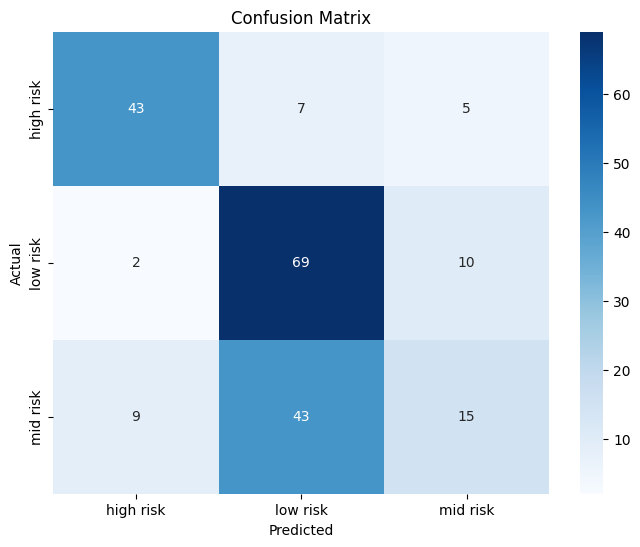 Confusion Matrix
Actual
high risk
43
7
5
low risk
2
69
10
mid risk
9
43
15
high risk
low risk
mid risk
Predicted
60
50
40
30
20
10